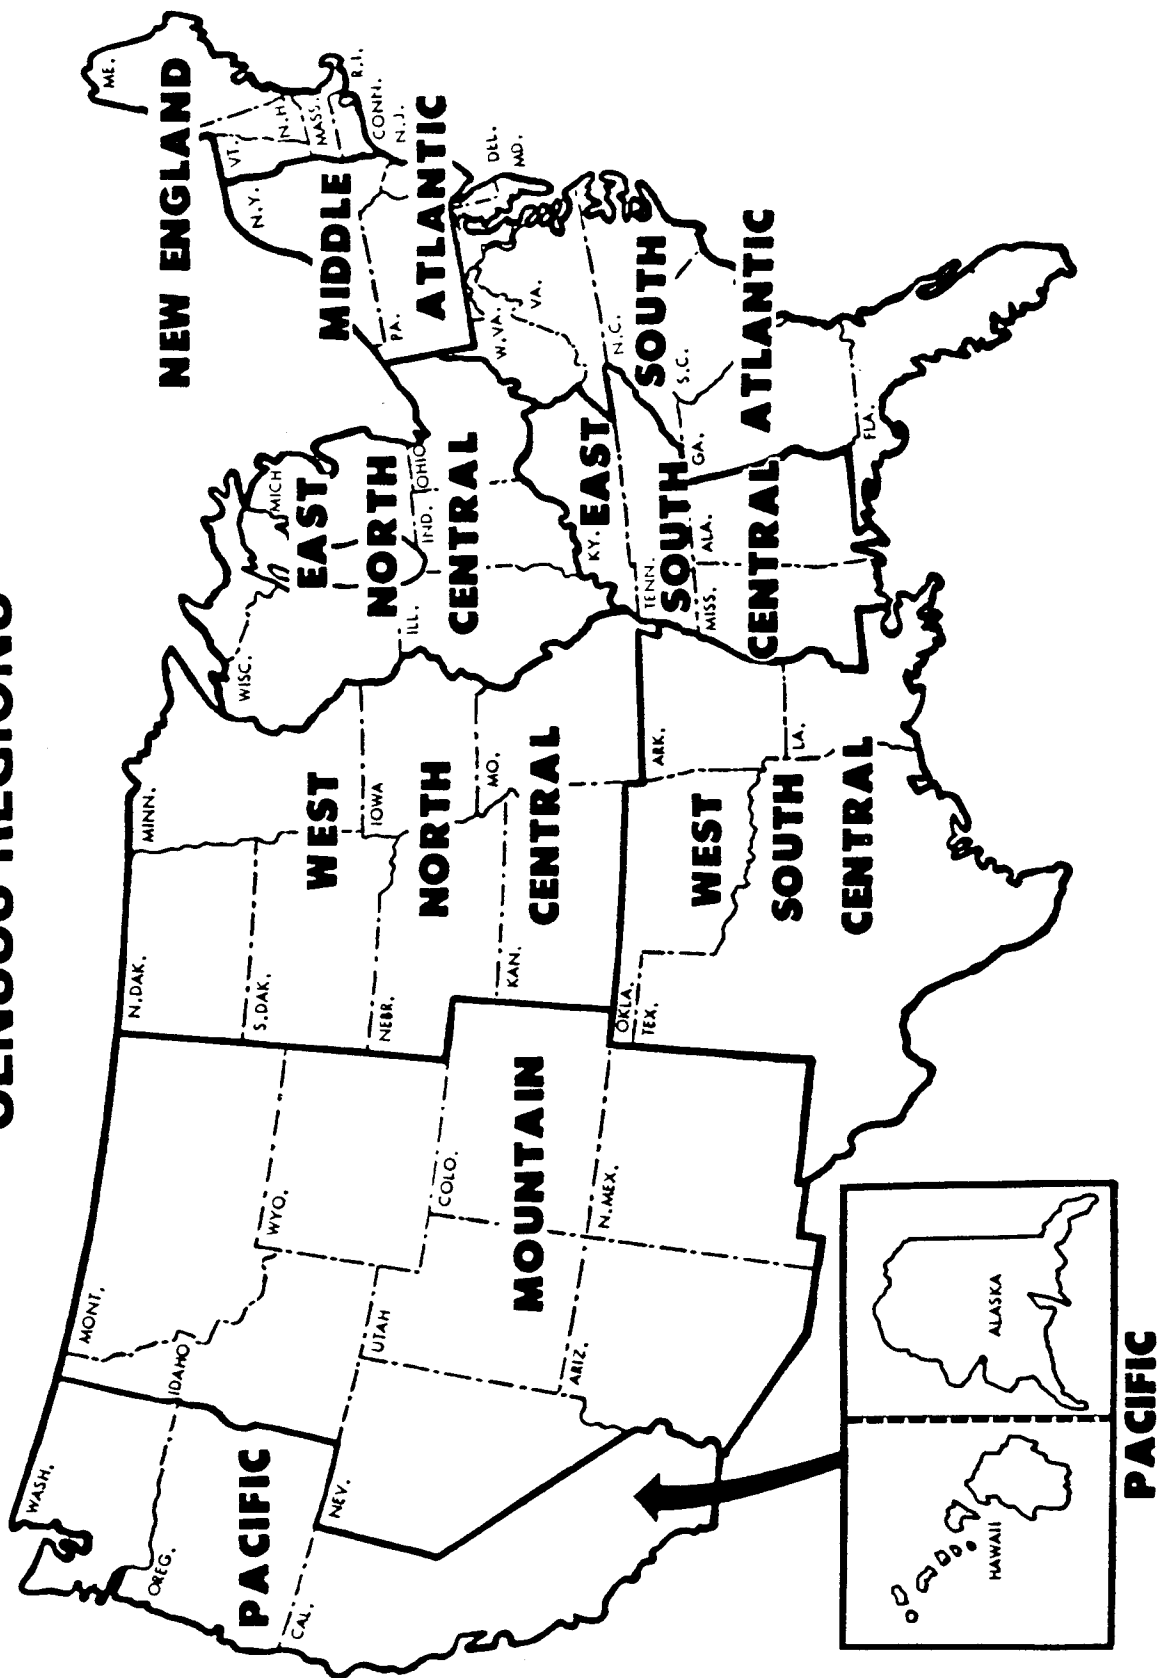 CENSUS REGIONS
NEW ENGLAND
ME.
VT.
N.H.
MASS.
R.I.
CONN.
N.J.
N.Y.
MIDDLE
ATLANTIC
PA.
DEL.
MD.
W.VA.
VA.
N.C.
SOUTH
ATLANTIC
S.C.
GA.
FLA.
EAST
NORTH
CENTRAL
MICH
OHIO
IND.
ILL.
WISC.
EAST
SOUTH
CENTRAL
KY.
TENN.
ALA.
MISS.
WEST
NORTH
CENTRAL
MINN.
IOWA
MO.
N.DAK.
S.DAK.
NEBR.
KAN.
WEST
SOUTH
CENTRAL
ARK.
LA.
OKLA.
TEX.
MOUNTAIN
MONT.
IDAHO
WYO.
COLO.
UTAH
N.MEX.
ARIZ.
NEV.
PACIFIC
WASH.
OREG.
CAL.
HAWAII
ALASKA
PACIFIC